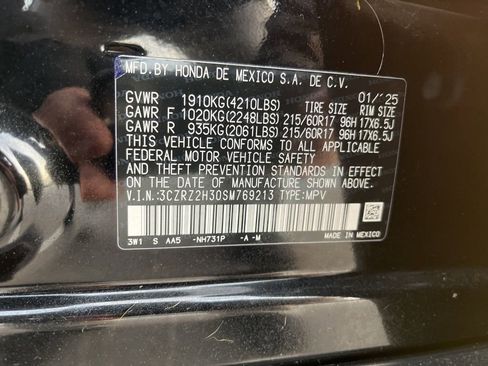 MFD. BY HONDA DE MEXICO S.A. DE C.V.
01/'25
GVWR 1910KG(4210LBS) TIRE SIZE RIM SIZE
GAWR F 1020KG(2248LBS) 215/60R17 96H 17X6.5J
GAWR R 935KG(2061LBS) 215/60R17 96H 17X6.5J
THIS VEHICLE CONFORMS TO ALL APPLICABLE
FEDERAL MOTOR VEHICLE SAFETY
AND THEFT PREVENTION STANDARDS IN EFFECT
ON THE DATE OF MANUFACTURE SHOWN ABOVE.
V.I.N.:3CZRZ2H30SM769213 TYPE:MPV
3W1 S AA5 -NH731P -A -M
MADE IN
MEXICO